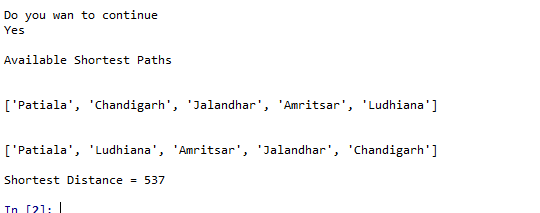 Do you wan to continue
Yes
Available Shortest Paths
['Patiala', 'Chandigarh', 'Jalandhar', 'Amritsar', 'Ludhiana']
['Patiala', 'Ludhiana', 'Amritsar', 'Jalandhar', 'Chandigarh']
Shortest Distance = 537
In [2]: